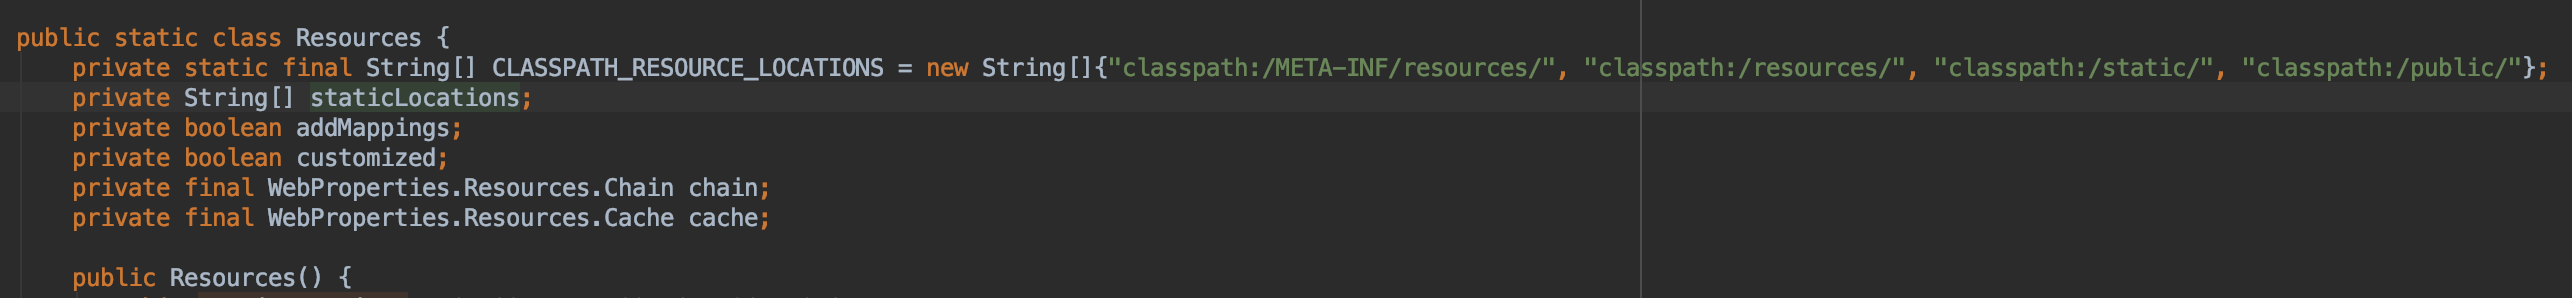 public static class Resources {
private static final String[] CLASSPATH_RESOURCE_LOCATIONS = new String[]{"classpath:/META-INF/resources/", "classpath:/resources/", "classpath:/static/", "classpath:/public/"};
private String[] staticLocations;
private boolean addMappings;
private boolean customized;
private final WebProperties.Resources.Chain chain;
private final WebProperties.Resources.Cache cache;
public Resources() {